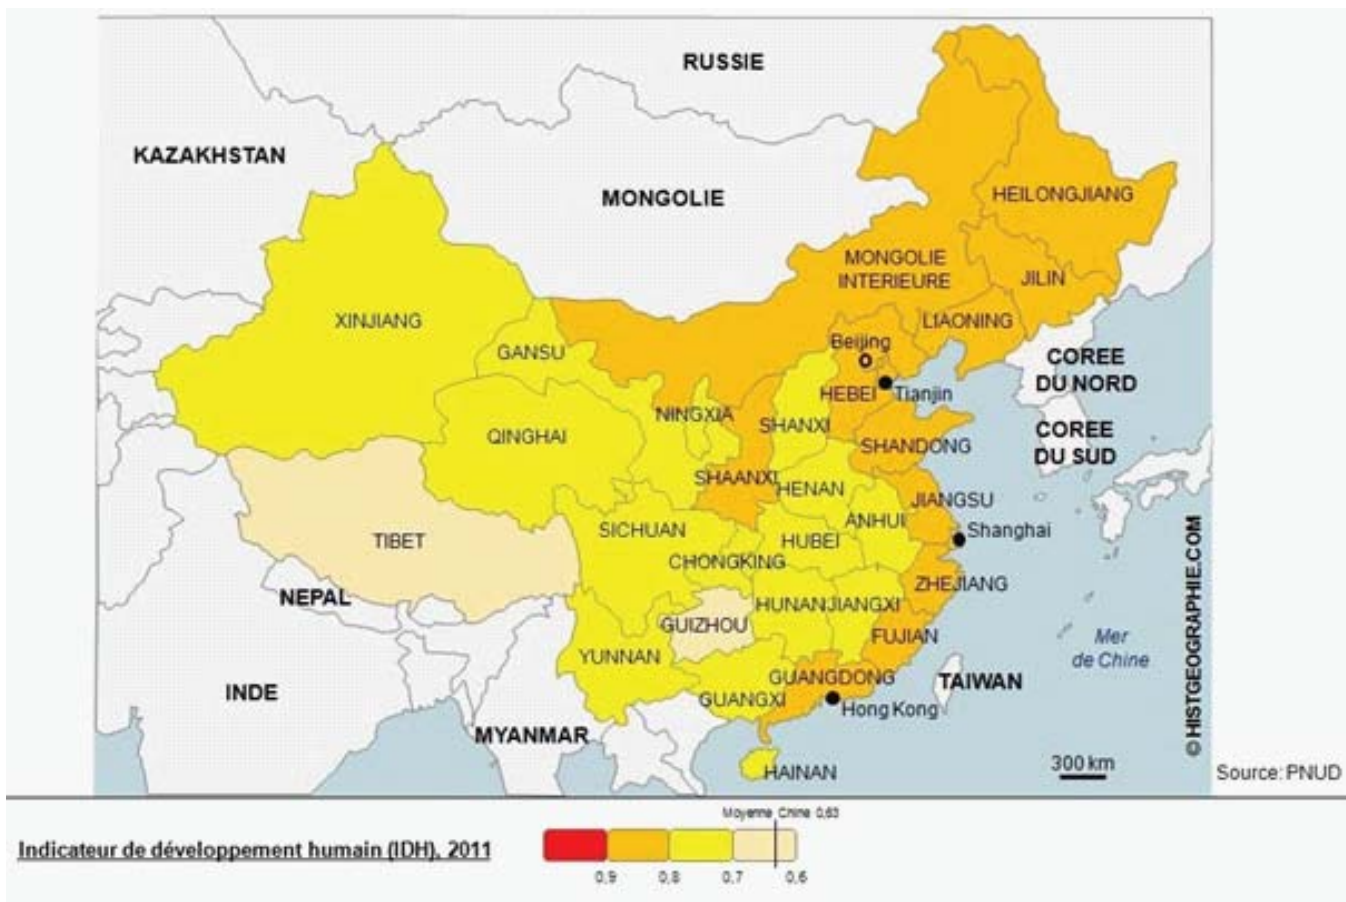 RUSSIE
KAZAKHSTAN
MONGOLIE
HEILONGJIANG
MONGOLIE
INTERIEURE
JILIN
XINJIANG
LIAONING
GANSU
Beijing
COREE
DU NORD
HEBEI
Tianjin
NINGXIA
SHANXI
QINGHAI
SHANDONG
COREE
DU SUD
SHAANXI
HENAN
JIANGSU
ANHUI
SICHUAN
Shanghai
TIBET
HUBEI
CHONGKING
ZHEJIANG
NEPAL
HUNAN
JIANGXI
GUIZHOU
FUJIAN
Mer
de Chine
YUNNAN
GUANGDONG
TAIWAN
INDE
GUANGXI
Hong Kong
MYANMAR
HAINAN
300 km
© HISTGEOGRAPHIE.COM
Source: PNUD
Moyenne Chine 0,63
Indicateur de développement humain (IDH), 2011
0,9 0,8 0,7 0,6